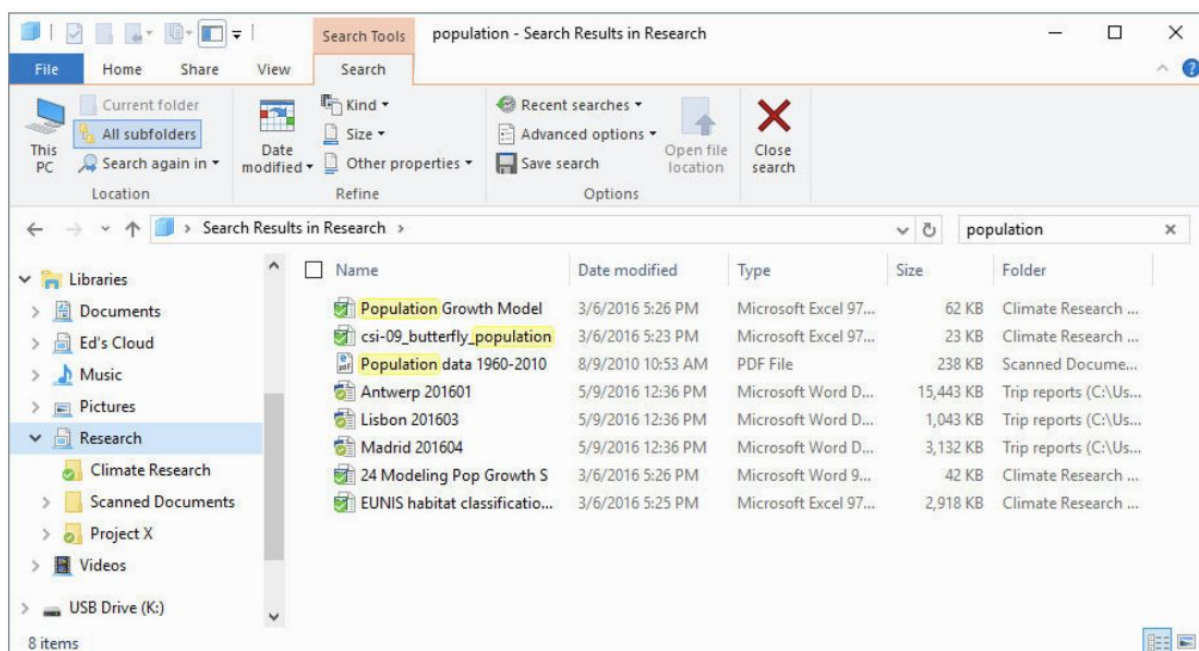 Search Tools population - Search Results in Research
File Home Share View Search
This PC
Current folder
All subfolders
Search again in
Location
Date modified
Kind
Size
Other properties
Refine
Recent searches
Advanced options
Save search
Open file location
Options
Close search
Search Results in Research
population
Libraries
Documents
Ed's Cloud
Music
Pictures
Research
Climate Research
Scanned Documents
Project X
Videos
USB Drive (K:)
Name Date modified Type Size Folder
Population Growth Model 3/6/2016 5:26 PM Microsoft Excel 97... 62 KB Climate Research ...
csi-09_butterfly_population 3/6/2016 5:23 PM Microsoft Excel 97... 23 KB Climate Research ...
pdf Population data 1960-2010 8/9/2010 10:53 AM PDF File 238 KB Scanned Docume...
Antwerp 201601 5/9/2016 12:36 PM Microsoft Word D... 15,443 KB Trip reports (C:\Us...
Lisbon 201603 5/9/2016 12:36 PM Microsoft Word D... 1,043 KB Trip reports (C:\Us...
Madrid 201604 5/9/2016 12:36 PM Microsoft Word D... 3,132 KB Trip reports (C:\Us...
24 Modeling Pop Growth S 3/6/2016 5:26 PM Microsoft Word 9... 42 KB Climate Research ...
EUNIS habitat classificatio... 3/6/2016 5:25 PM Microsoft Excel 97... 2,918 KB Climate Research ...
8 items